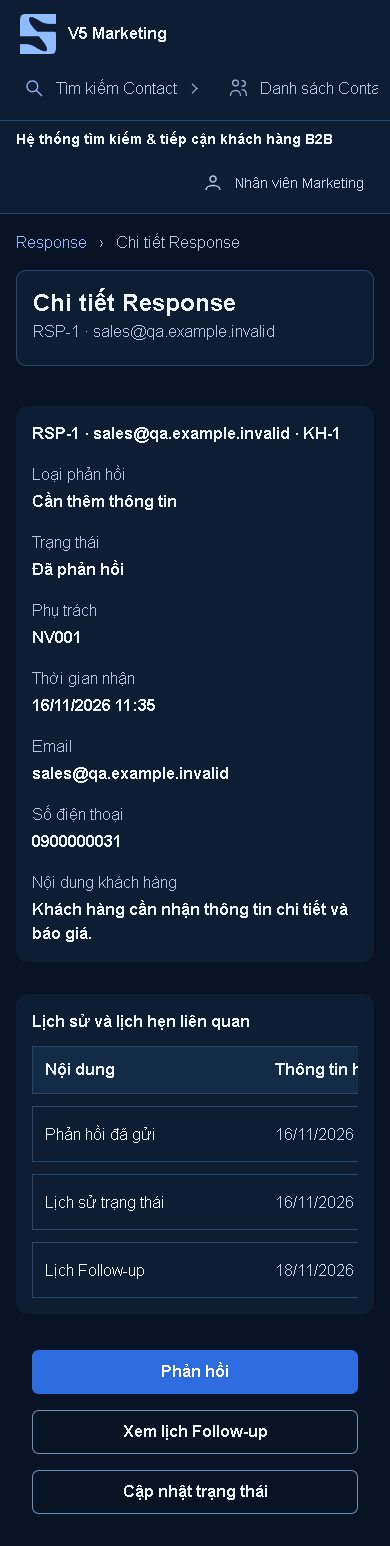 V5 Marketing
Tìm kiếm Contact
Danh sách Conta
Hệ thống tìm kiếm & tiếp cận khách hàng B2B
Nhân viên Marketing
Response › Chi tiết Response
Chi tiết Response
RSP-1 · sales@qa.example.invalid
RSP-1 · sales@qa.example.invalid · KH-1
Loại phản hồi
Cần thêm thông tin
Trạng thái
Đã phản hồi
Phụ trách
NV001
Thời gian nhận
16/11/2026 11:35
Email
sales@qa.example.invalid
Số điện thoại
0900000031
Nội dung khách hàng
Khách hàng cần nhận thông tin chi tiết và
báo giá.
Lịch sử và lịch hẹn liên quan
Nội dung Thông tin h
Phản hồi đã gửi 16/11/2026
Lịch sử trạng thái 16/11/2026
Lịch Follow-up 18/11/2026
Phản hồi
Xem lịch Follow-up
Cập nhật trạng thái